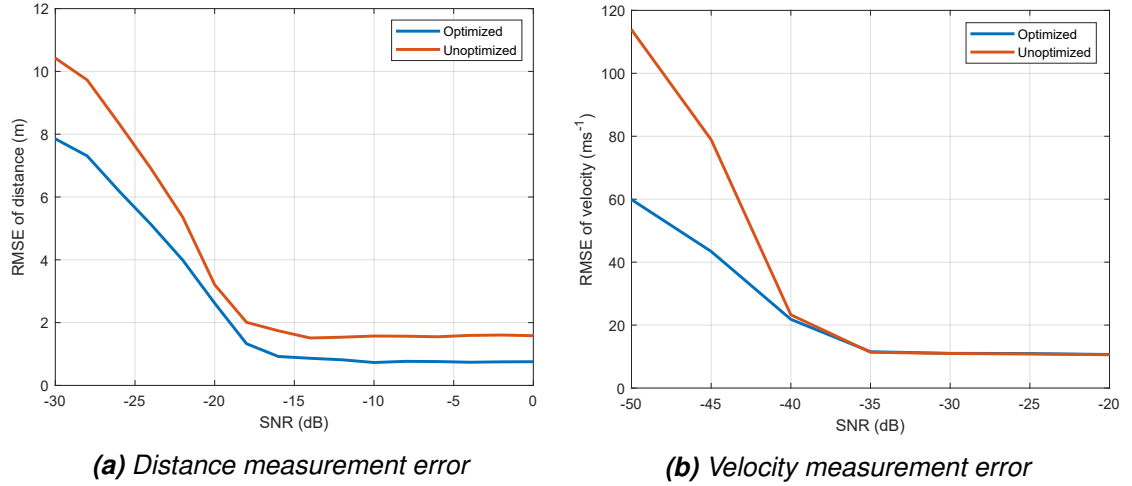 12
10
8
6
4
2
0
RMSE of distance (m)
Optimized
Unoptimized
-30 -25 -20 -15 -10 -5 0
SNR (dB)
(a) Distance measurement error
120
100
80
60
40
20
0
RMSE of velocity (ms⁻¹)
Optimized
Unoptimized
-50 -45 -40 -35 -30 -25 -20
SNR (dB)
(b) Velocity measurement error